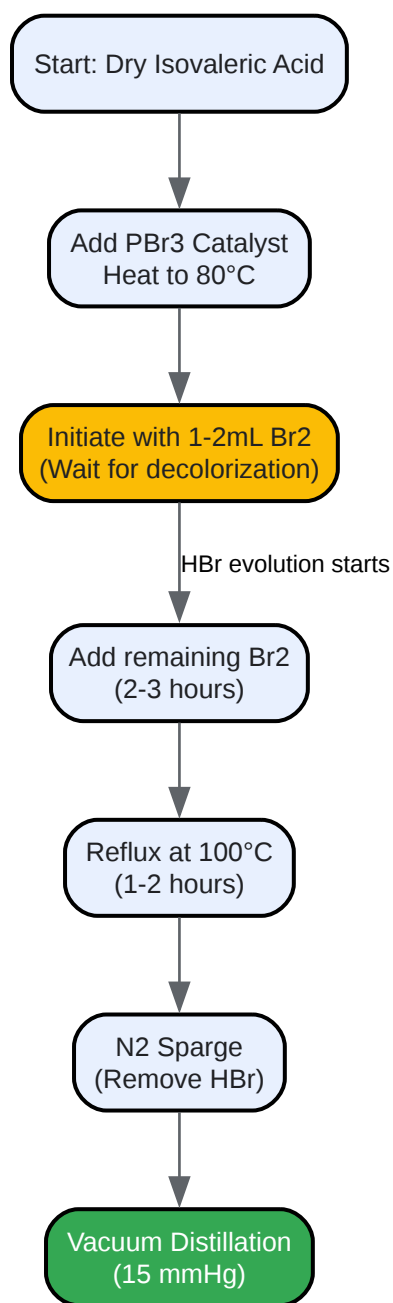 Start: Dry Isovaleric Acid
Add PBr3 Catalyst
Heat to 80°C
Initiate with 1-2mL Br2
(Wait for decolorization)
HBr evolution starts
Add remaining Br2
(2-3 hours)
Reflux at 100°C
(1-2 hours)
N2 Sparge
(Remove HBr)
Vacuum Distillation
(15 mmHg)